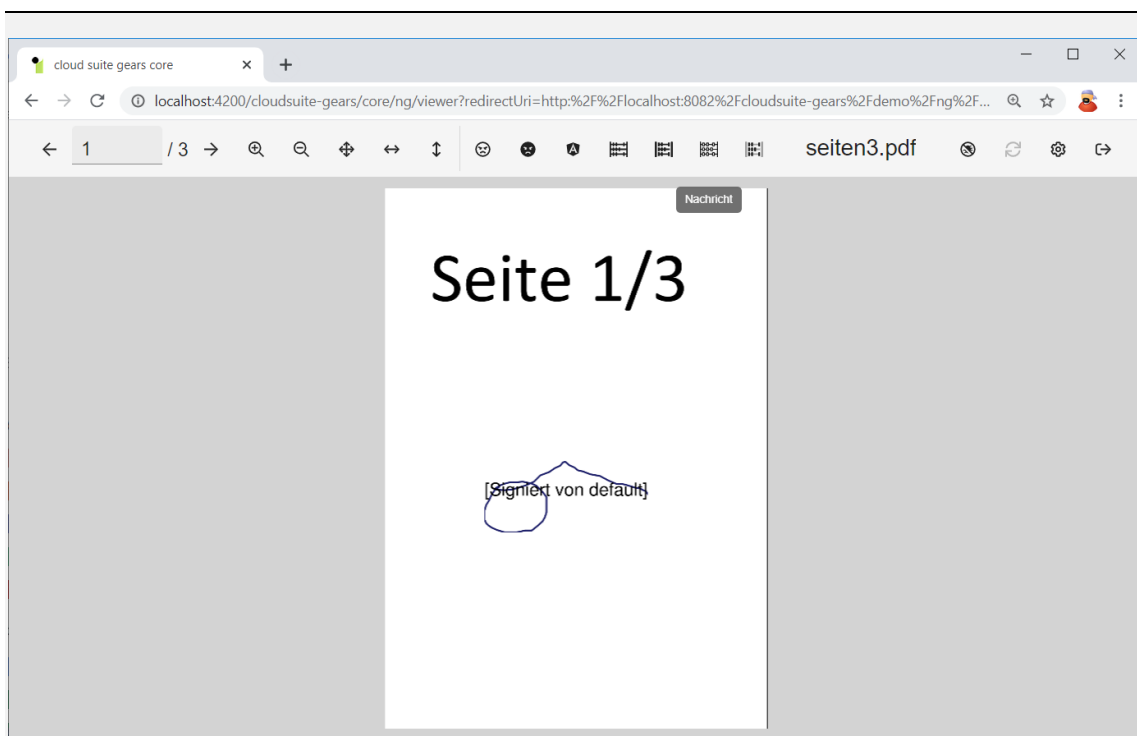 cloud suite gears core
localhost:4200/cloudsuite-gears/core/ng/viewer?redirectUri=http:%2F%2Flocalhost:8082%2Fcloudsuite-gears%2Fdemo%2Fng%2F...
1 / 3 seiten3.pdf
Nachricht
Seite 1/3
[Signiert von default]